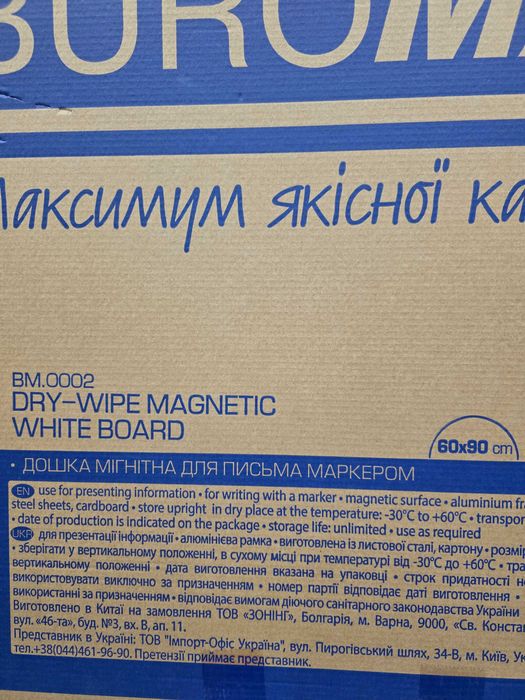 BUROM
Максимум якісної ка
BM.0002
DRY-WIPE MAGNETIC
WHITE BOARD
60x90 cm
• ДОШКА МІГНІТНА ДЛЯ ПИСЬМА МАРКЕРОМ
EN use for presenting information • for writing with a marker • magnetic surface • aluminium fr
steel sheets, cardboard • store upright in dry place at the temperature: -30°C to +60°C • transpo
• date of production is indicated on the package • storage life: unlimited • use as required
UKR для презентації інформації • алюмінієва рамка • виготовлена із листової сталі, картону • розмір
• зберігати у вертикальному положенні, в сухому місці при температурі від -30°C до +60°C • тра
вертикальному положенні • дата виготовлення вказана на упаковці • строк придатності н
використовувати виключно за призначенням • номер партії відповідає даті виготовлення •
використанні за призначенням • відповідає вимогам діючого санітарного законодавства України
Виготовлено в Китаї на замовлення ТОВ "ЗОНІНГ", Болгарія, м. Варна, 9000, «Св. Конста
вул. «4б-та», буд. №3, вх. В, ап. 11.
Представник в Україні: ТОВ "Імпорт-Офіс Україна", вул. Пирогівський шлях, 34-В, м. Київ, У
тел.+38(044)461-96-90. Претензії приймає представник.